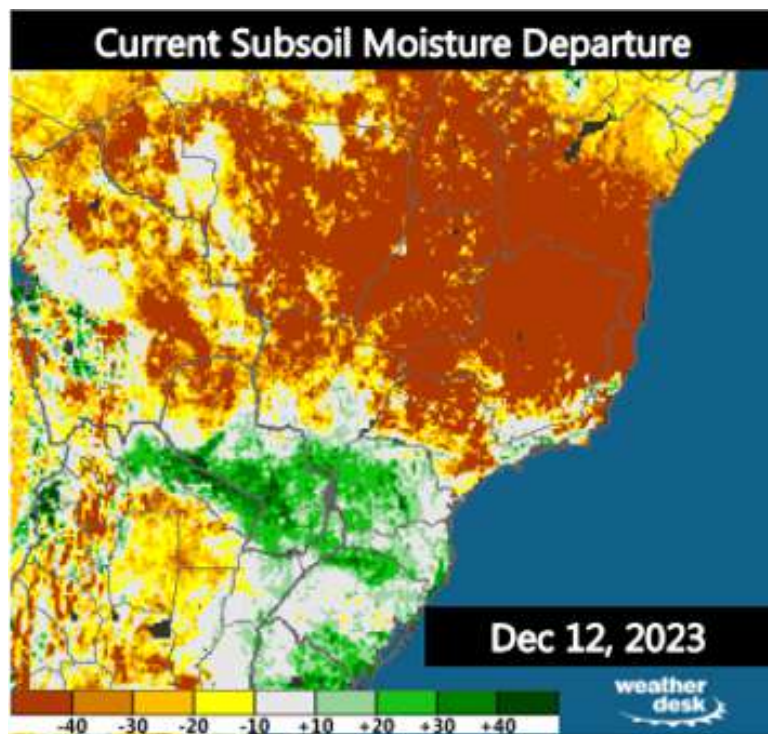 Current Subsoil Moisture Departure
Dec 12, 2023
weather
desk
-40 -30 -20 -10 +10 +20 +30 +40